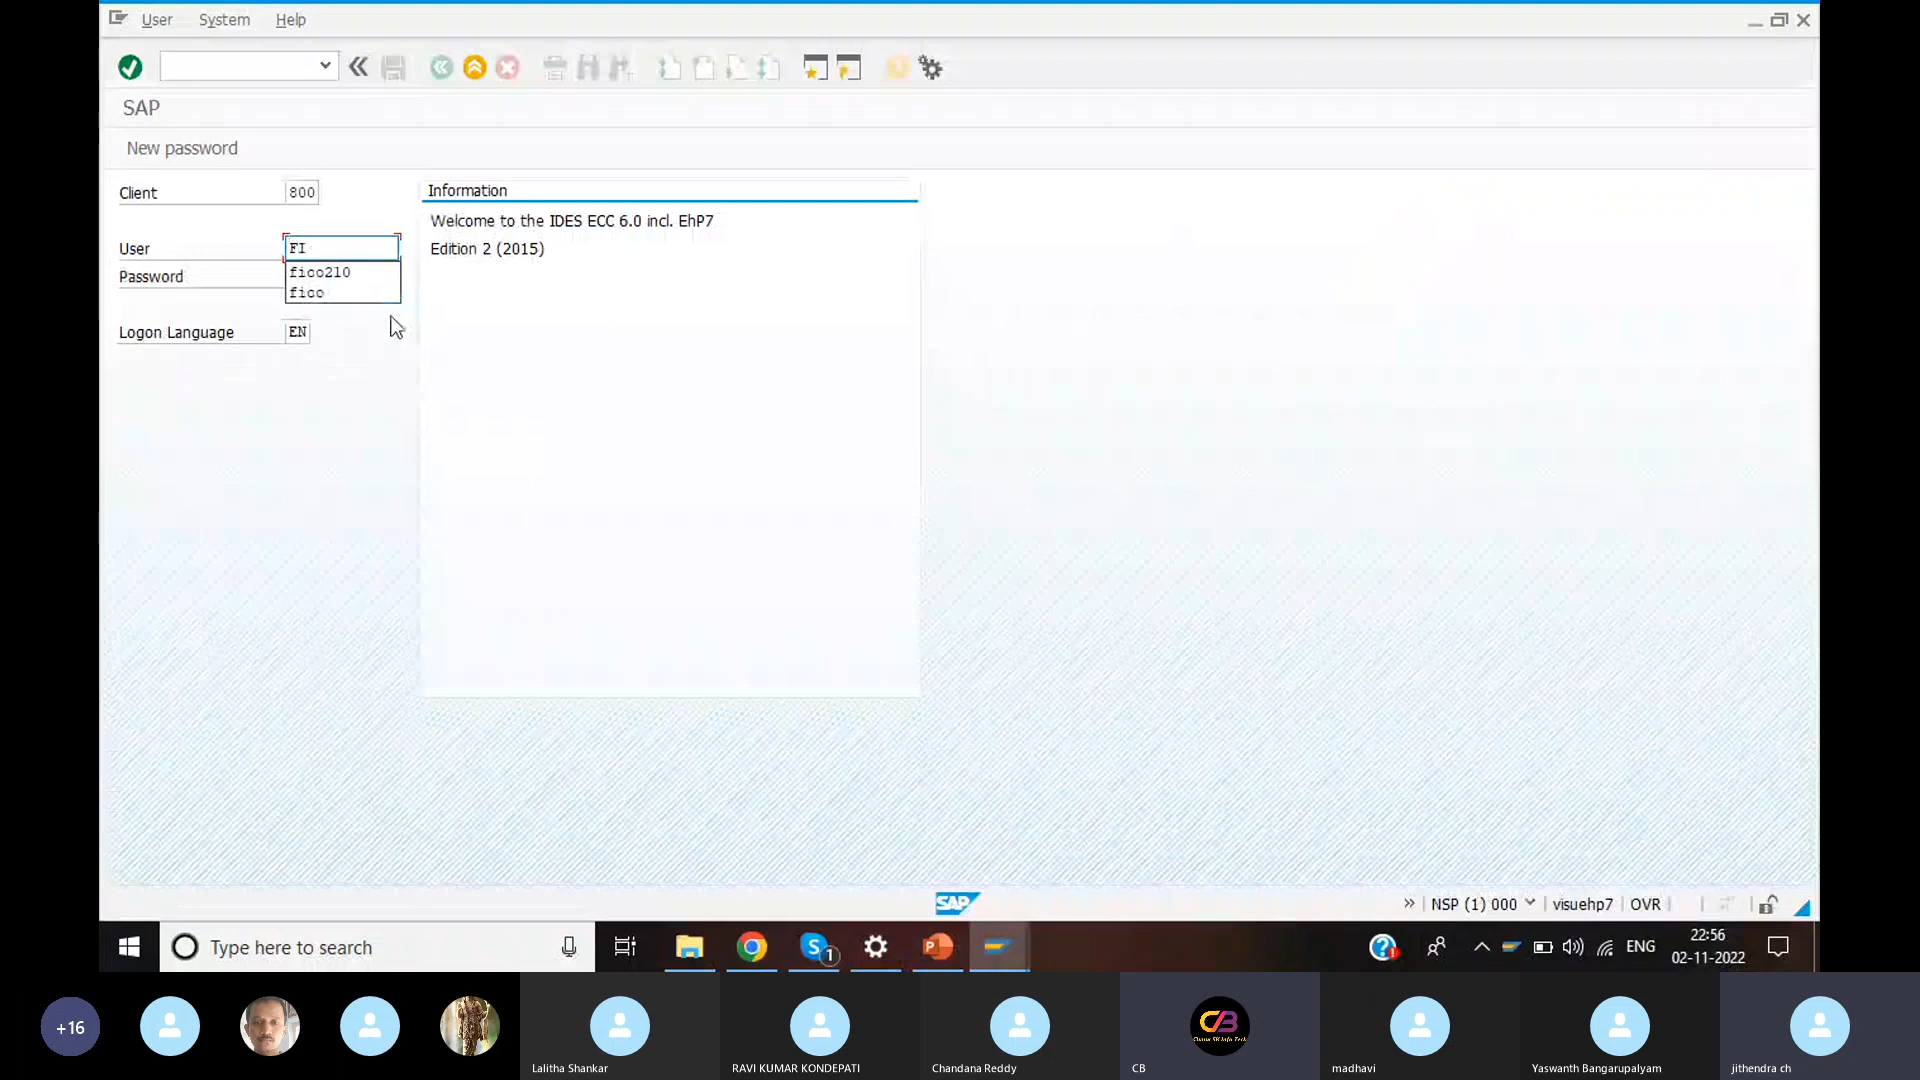 User System Help
SAP
New password
Client 800
Information
Welcome to the IDES ECC 6.0 incl. EhP7
Edition 2 (2015)
User FI
fico210
fico
Password
Logon Language EN
SAP
NSP (1) 000
visuehp7
OVR
Type here to search
S
1
P
ENG
22:56
02-11-2022
+16
Lalitha Shankar
RAVI KUMAR KONDEPATI
Chandana Reddy
CB
CB
madhavi
Yaswanth Bangarupalyam
jithendra ch